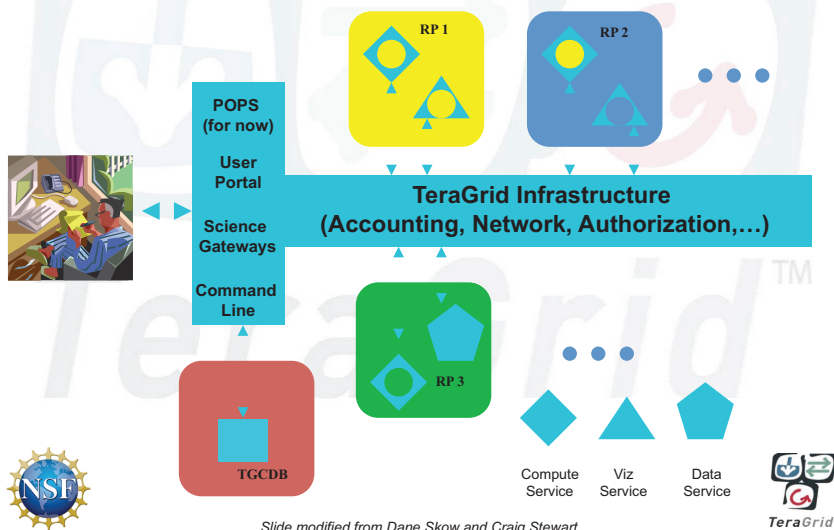 RP 1
RP 2
POPS
(for now)
User
Portal
Science
Gateways
Command
Line
TeraGrid Infrastructure
(Accounting, Network, Authorization,…)
TeraGrid
TM
RP 3
TGCDB
Compute
Service
Viz
Service
Data
Service
NSF
TeraGrid
Slide modified from Dane Skow and Craig Stewart